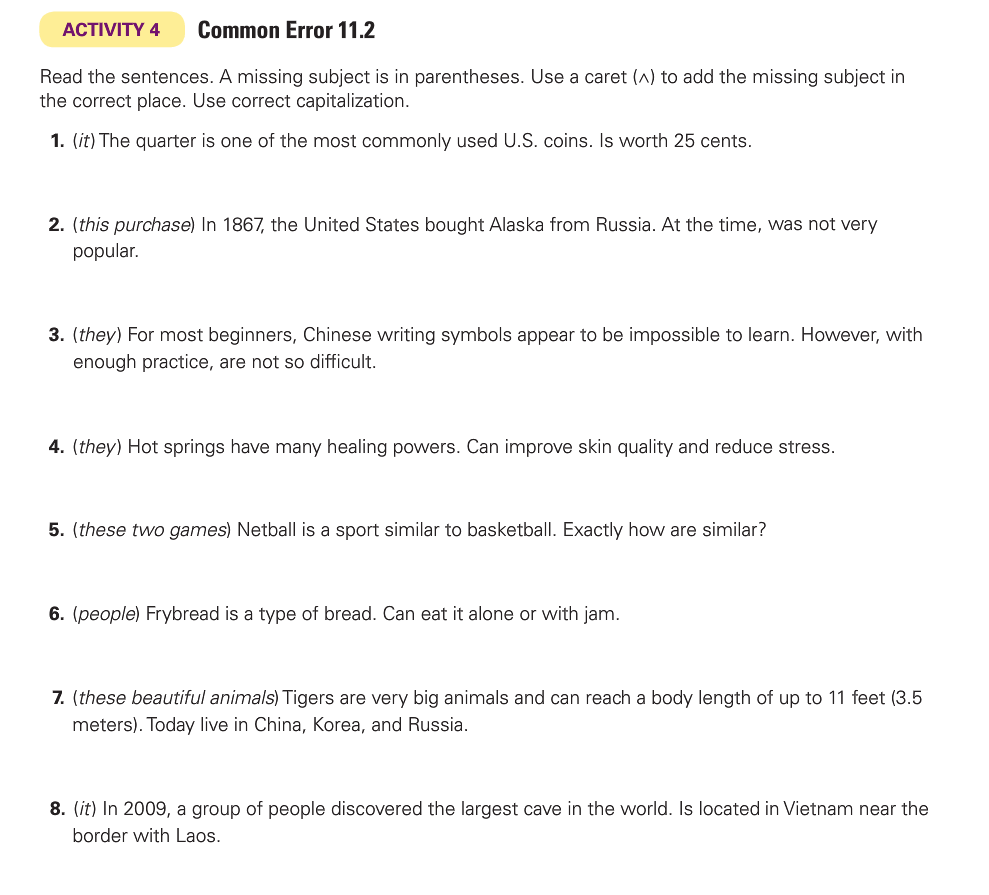 ACTIVITY 4 Common Error 11.2
Read the sentences. A missing subject is in parentheses. Use a caret (^) to add the missing subject in
the correct place. Use correct capitalization.
1. (it) The quarter is one of the most commonly used U.S. coins. Is worth 25 cents.
2. (this purchase) In 1867, the United States bought Alaska from Russia. At the time, was not very
popular.
3. (they) For most beginners, Chinese writing symbols appear to be impossible to learn. However, with
enough practice, are not so difficult.
4. (they) Hot springs have many healing powers. Can improve skin quality and reduce stress.
5. (these two games) Netball is a sport similar to basketball. Exactly how are similar?
6. (people) Frybread is a type of bread. Can eat it alone or with jam.
7. (these beautiful animals) Tigers are very big animals and can reach a body length of up to 11 feet (3.5
meters). Today live in China, Korea, and Russia.
8. (it) In 2009, a group of people discovered the largest cave in the world. Is located in Vietnam near the
border with Laos.